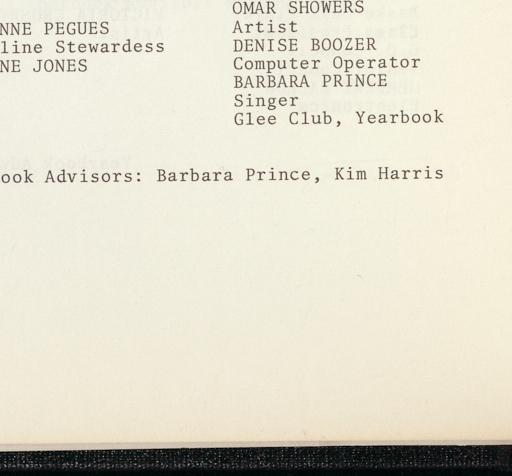 NNE PEGUES
line Stewardess
NE JONES
OMAR SHOWERS
Artist
DENISE BOOZER
Computer Operator
BARBARA PRINCE
Singer
Glee Club, Yearbook
ook Advisors: Barbara Prince, Kim Harris